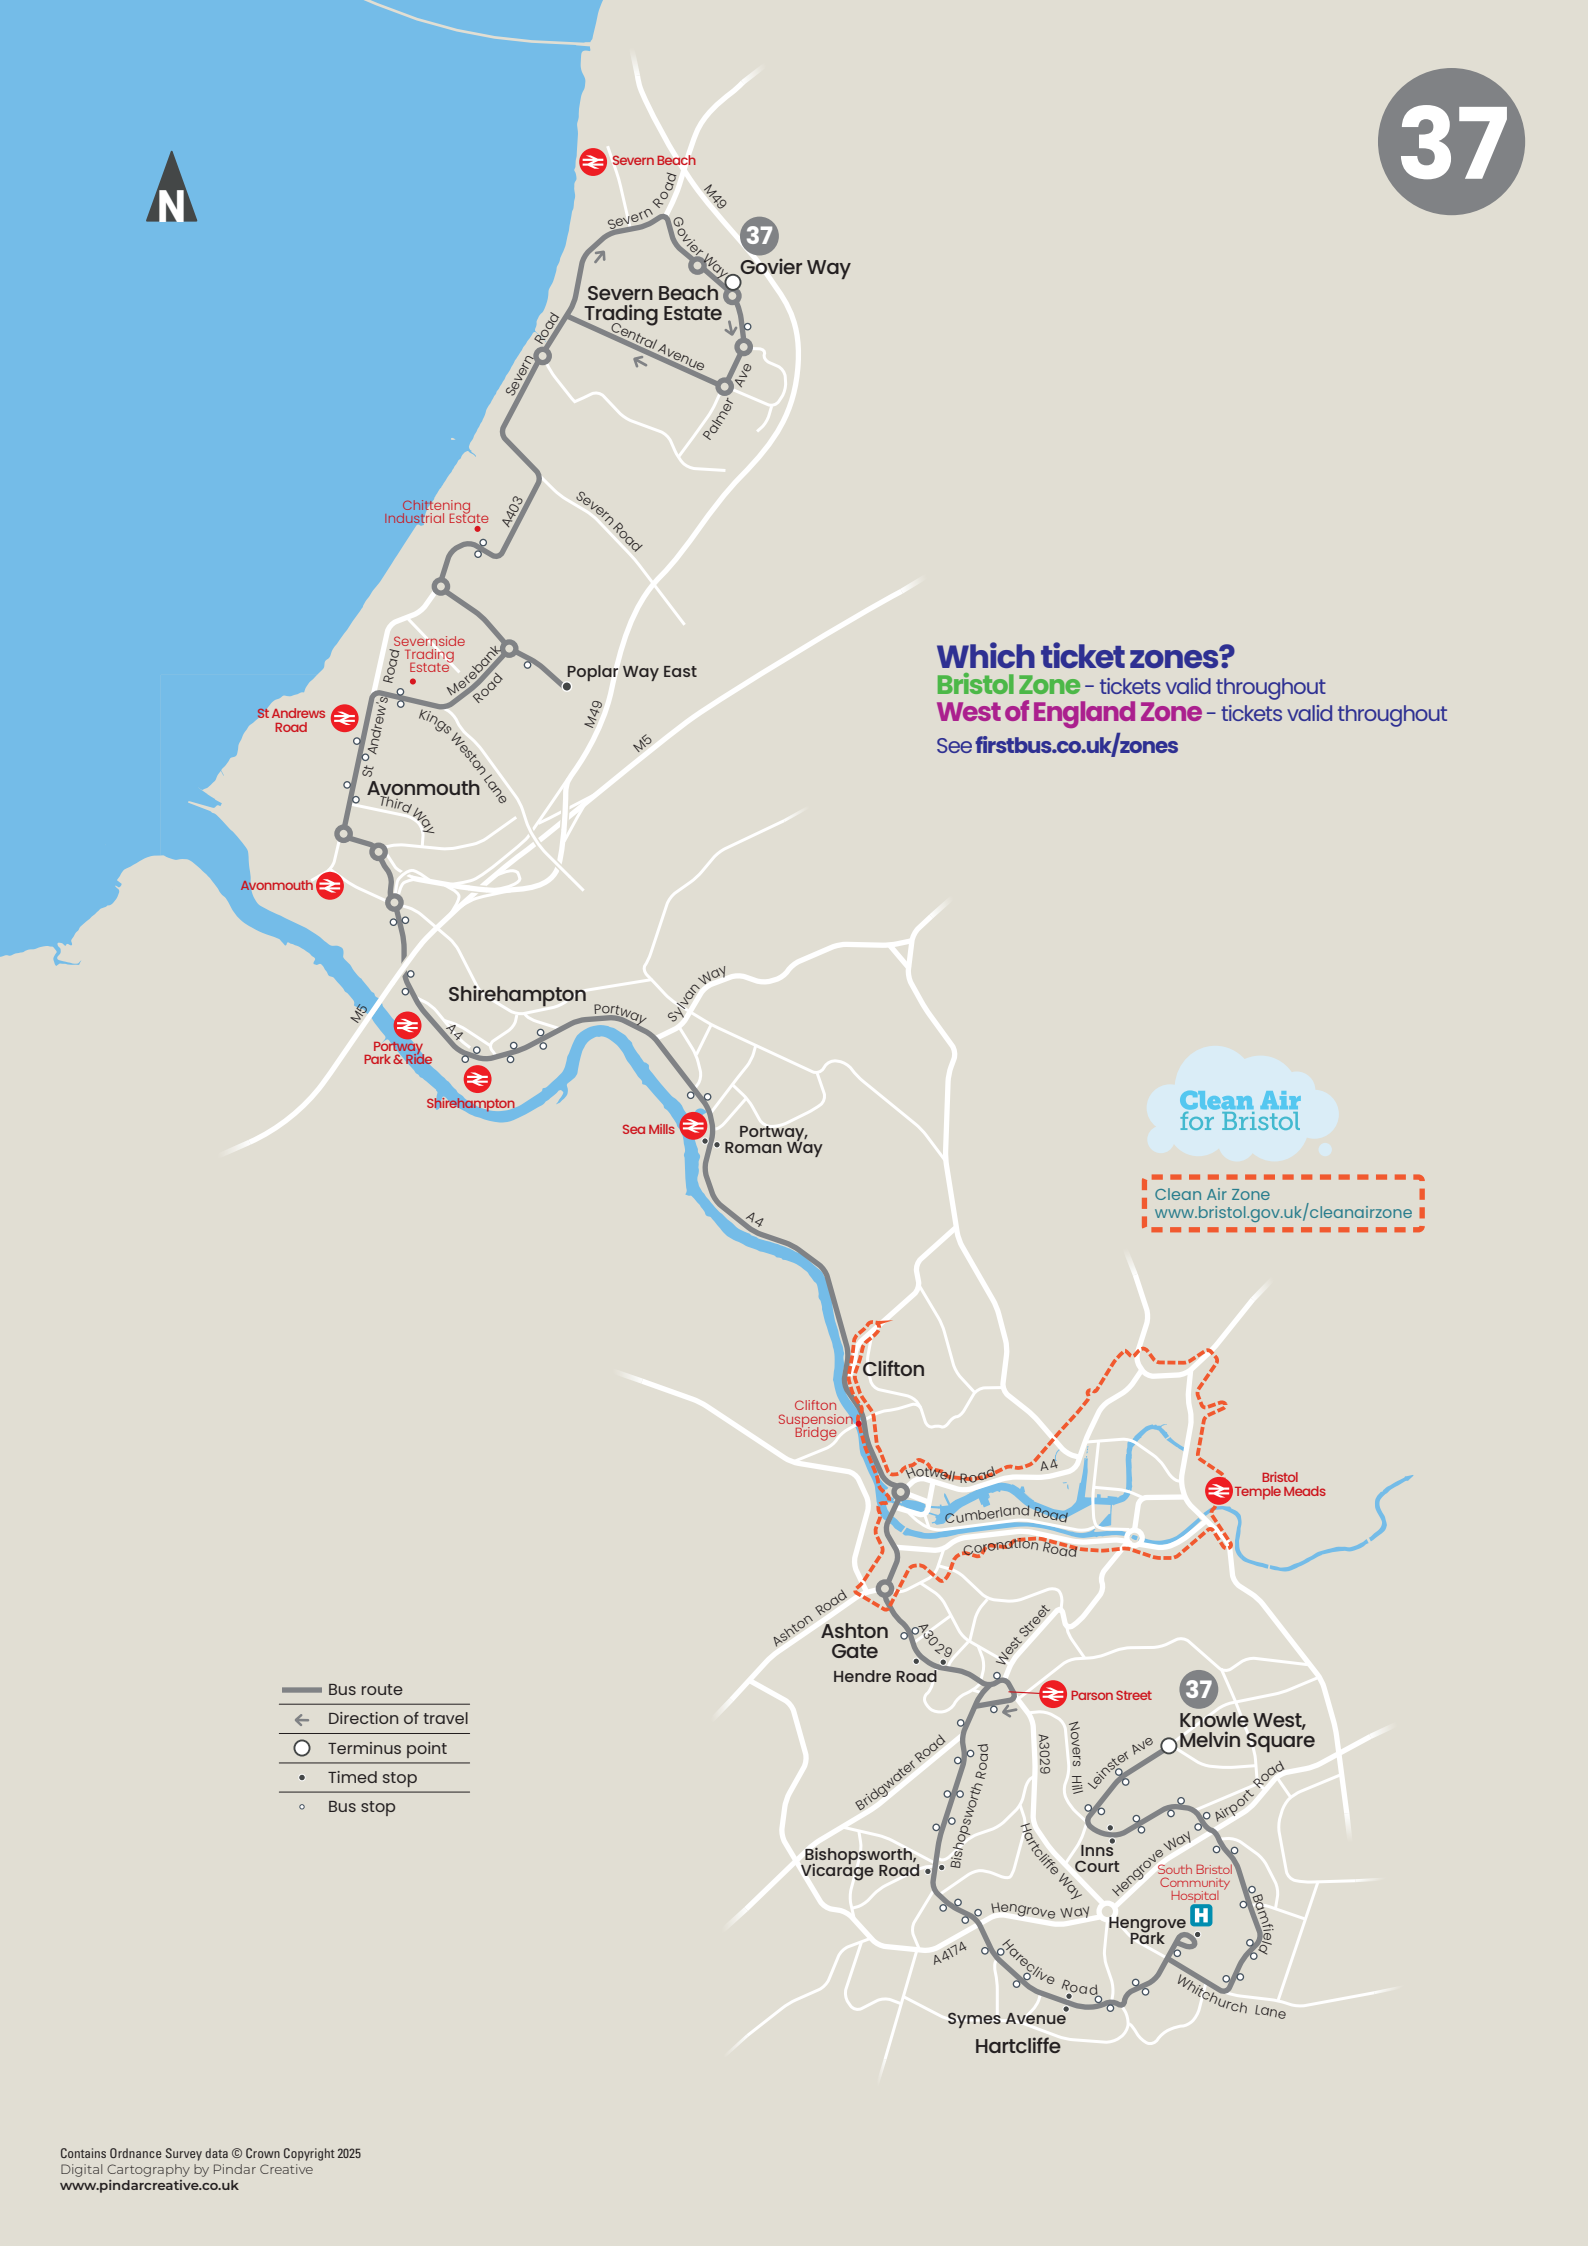 37
N
Severn Beach
Severn Road
M49
Govier Way
37
Govier Way
Severn Beach
Trading Estate
Central Avenue
Severn Road
Palmer Ave
Chittening
Industrial Estate
A403
Severn Road
Severnside
Trading
Estate
Merebank
Road
Poplar Way East
St Andrews
Road
St Andrew's Road
Kings Weston Lane
M49
M5
Avonmouth
Third Way
Avonmouth
Which ticket zones?
Bristol Zone - tickets valid throughout
West of England Zone - tickets valid throughout
See firstbus.co.uk/zones
Shirehampton
M5
A4
Portway
Sylvan Way
Portway
Park & Ride
Shirehampton
Sea Mills
Portway,
Roman Way
A4
Clean Air
for Bristol
Clean Air Zone
www.bristol.gov.uk/cleanairzone
Clifton
Clifton
Suspension
Bridge
Hotwell Road
A4
Bristol
Temple Meads
Cumberland Road
Coronation Road
Ashton Road
Ashton
Gate
A3029
West Street
Hendre Road
Parson Street
37
Knowle West,
Melvin Square
Bridgwater Road
Bishopsworth Road
A3029
Novers Hill
Leinster Ave
Airport Road
Hartcliffe Way
Inns
Court
Hengrove Way
Bishopsworth,
Vicarage Road
South Bristol
Community
Hospital
H
Hengrove Way
Hengrove
Park
Bamfield
A4174
Hareclive Road
Whitchurch Lane
Symes Avenue
Hartcliffe
Bus route
Direction of travel
Terminus point
Timed stop
Bus stop
Contains Ordnance Survey data © Crown Copyright 2025
Digital Cartography by Pindar Creative
www.pindarcreative.co.uk